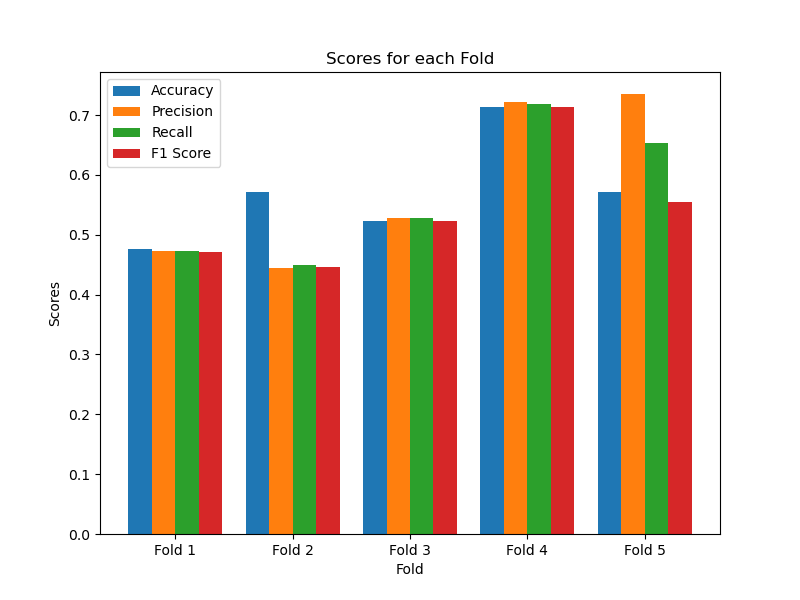 Scores for each Fold
Accuracy
Precision
Recall
F1 Score
0.7
0.6
0.5
0.4
0.3
0.2
0.1
0.0
Scores
Fold 1 Fold 2 Fold 3 Fold 4 Fold 5
Fold